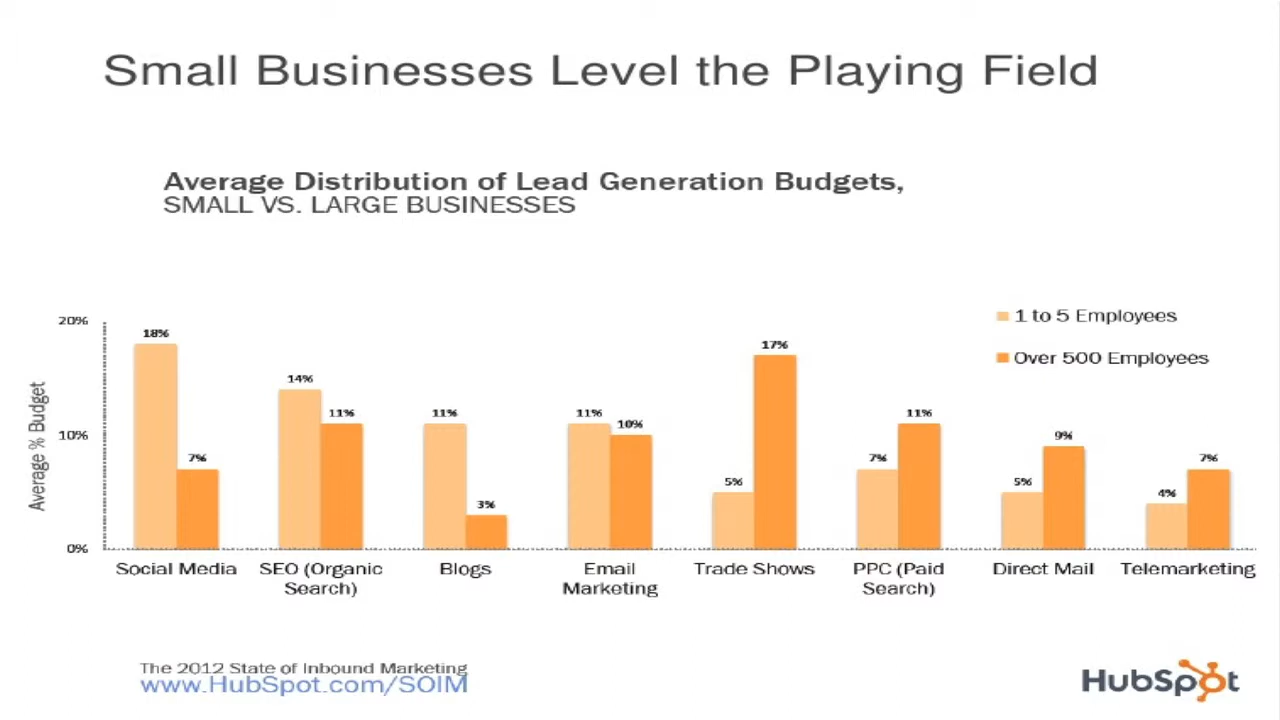 Small Businesses Level the Playing Field
Average Distribution of Lead Generation Budgets,
SMALL VS. LARGE BUSINESSES
1 to 5 Employees
Over 500 Employees
Average % Budget
20%
10%
0%
18%
7%
14%
11%
11%
3%
11%
10%
5%
17%
7%
11%
5%
9%
4%
7%
Social Media
SEO (Organic
Search)
Blogs
Email
Marketing
Trade Shows
PPC (Paid
Search)
Direct Mail
Telemarketing
The 2012 State of Inbound Marketing
www.HubSpot.com/SOIM
HubSpot